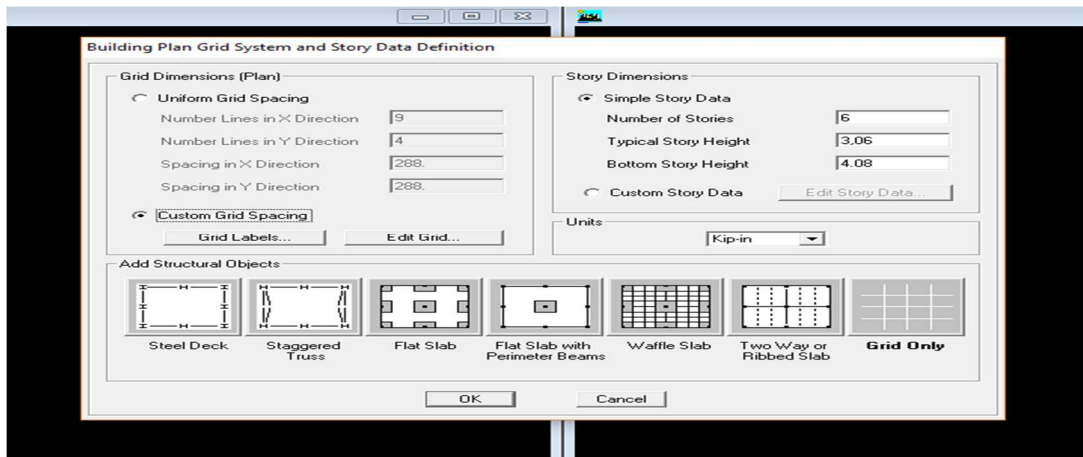 Building Plan Grid System and Story Data Definition
Grid Dimensions (Plan)
Uniform Grid Spacing
Number Lines in X Direction 9
Number Lines in Y Direction 4
Spacing in X Direction 288.
Spacing in Y Direction 288.
Custom Grid Spacing
Grid Labels... Edit Grid...
Story Dimensions
Simple Story Data
Number of Stories 6
Typical Story Height 3.06
Bottom Story Height 4.08
Custom Story Data Edit Story Data...
Units
Kip-in
Add Structural Objects
Steel Deck
Staggered
Truss
Flat Slab
Flat Slab with
Perimeter Beams
Waffle Slab
Two Way or
Ribbed Slab
Grid Only
OK Cancel